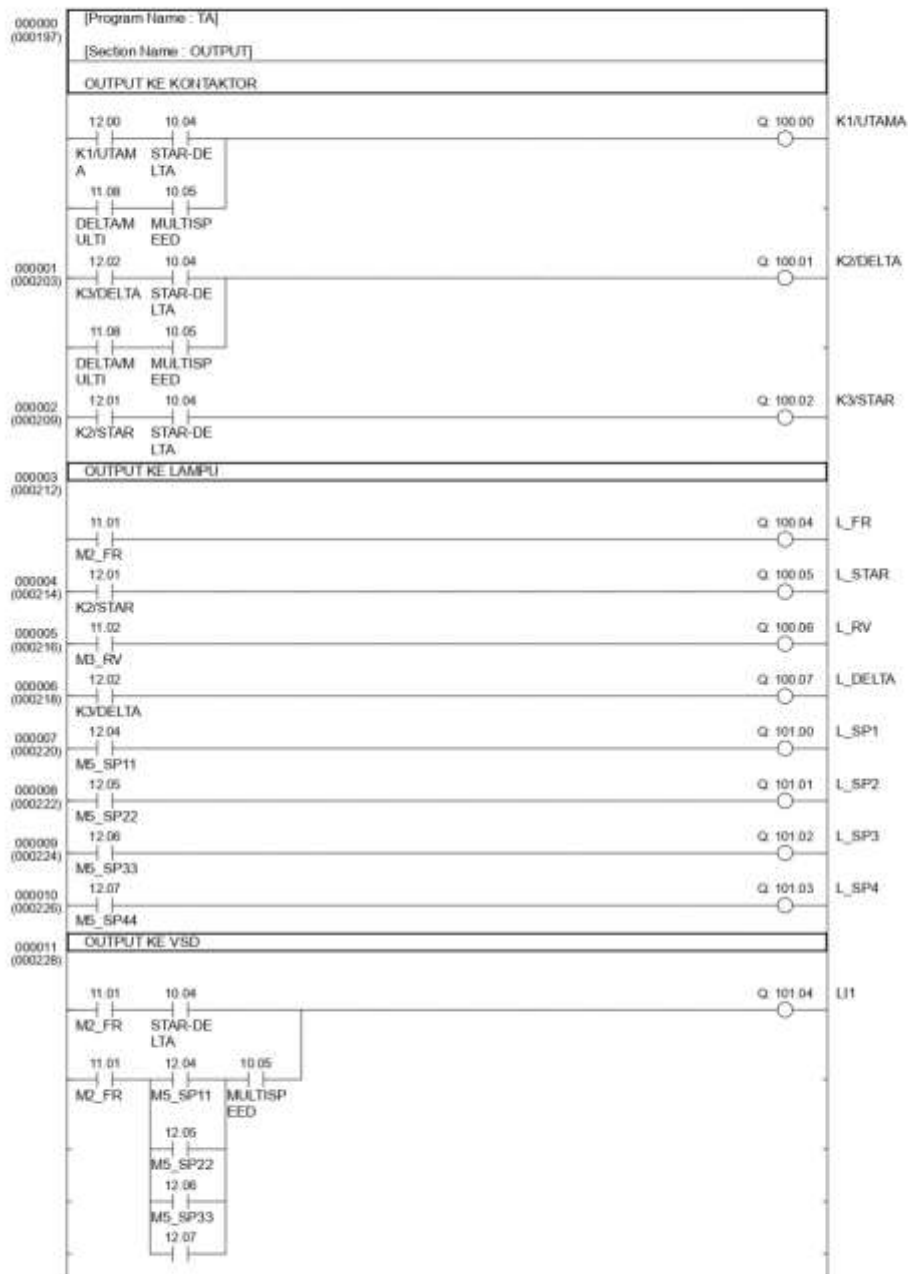 000000
(000197)
[Program Name : TA]
[Section Name : OUTPUT]
OUTPUT KE KONTAKTOR
12.00 10.04 Q: 100.00 K1/UTAMA
K1/UTAM STAR-DE
A LTA
11.08 10.05
DELTA/M MULTISP
ULTI EED
000001
(000203)
12.02 10.04 Q: 100.01 K2/DELTA
K3/DELTA STAR-DE
LTA
11.08 10.05
DELTA/M MULTISP
ULTI EED
000002
(000209)
12.01 10.04 Q: 100.02 K3/STAR
K2/STAR STAR-DE
LTA
000003
(000212)
OUTPUT KE LAMPU
11.01 Q: 100.04 L_FR
M2_FR
000004
(000214)
12.01 Q: 100.05 L_STAR
K2/STAR
000005
(000216)
11.02 Q: 100.06 L_RV
M3_RV
000006
(000218)
12.02 Q: 100.07 L_DELTA
K3/DELTA
000007
(000220)
12.04 Q: 101.00 L_SP1
M5_SP11
000008
(000222)
12.05 Q: 101.01 L_SP2
M5_SP22
000009
(000224)
12.06 Q: 101.02 L_SP3
M5_SP33
000010
(000226)
12.07 Q: 101.03 L_SP4
M5_SP44
000011
(000228)
OUTPUT KE VSD
11.01 10.04 Q: 101.04 LI1
M2_FR STAR-DE
LTA
11.01 12.04 10.05
M2_FR M5_SP11 MULTISP
EED
12.05
M5_SP22
12.06
M5_SP33
12.07